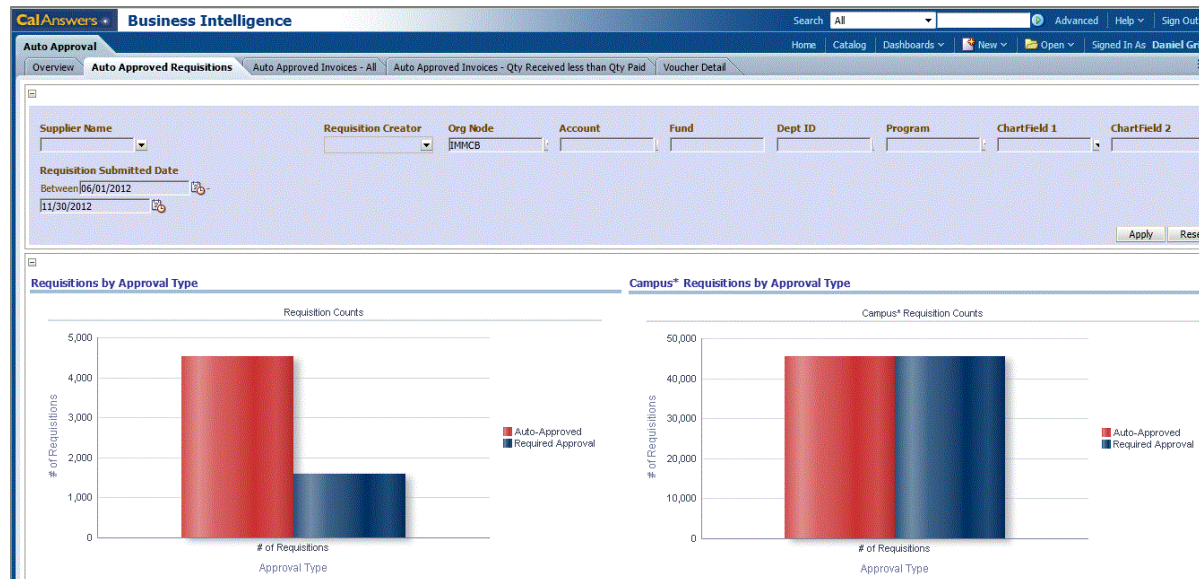 CalAnswers Business Intelligence Search All Advanced Help Sign Out
Auto Approval Home Catalog Dashboards New Open Signed In As Daniel
Overview Auto Approved Requisitions Auto Approved Invoices - All Auto Approved Invoices - Qty Received less than Qty Paid Voucher Detail
Supplier Name Requisition Creator Org Node Account Fund Dept ID Program ChartField 1 ChartField 2
IMMCB
Requisition Submitted Date
Between 06/01/2012 -
11/30/2012
Apply Rese
Requisitions by Approval Type
Requisition Counts
5,000
4,000
3,000
2,000
1,000
0
# of Requisitions
# of Requisitions
Approval Type
Auto-Approved
Required Approval
Campus* Requisitions by Approval Type
Campus* Requisition Counts
50,000
40,000
30,000
20,000
10,000
0
# of Requisitions
# of Requisitions
Approval Type
Auto-Approved
Required Approval